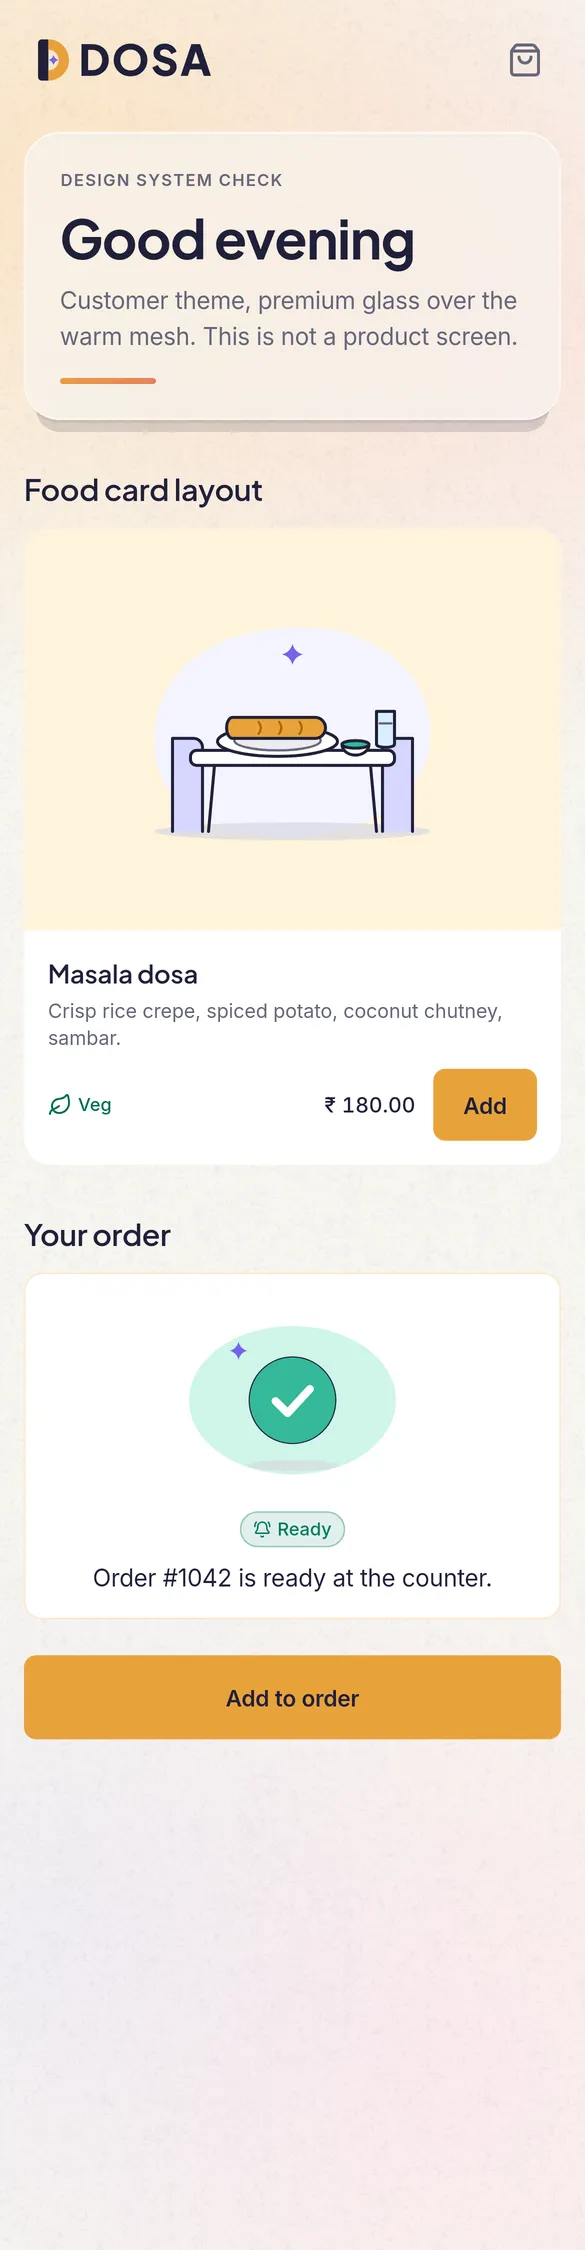 DOSA
DESIGN SYSTEM CHECK
Good evening
Customer theme, premium glass over the
warm mesh. This is not a product screen.
Food card layout
Masala dosa
Crisp rice crepe, spiced potato, coconut chutney,
sambar.
Veg ₹ 180.00 Add
Your order
Ready
Order #1042 is ready at the counter.
Add to order